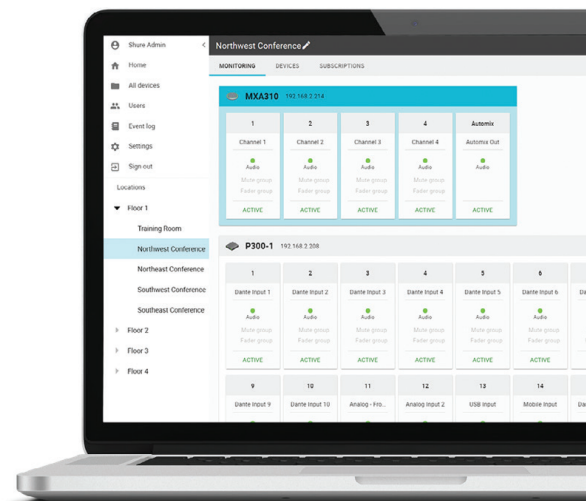 Shure Admin
Home
All devices
Users
Event log
Settings
Sign out
Locations
Floor 1
Training Room
Northwest Conference
Northeast Conference
Southwest Conference
Southeast Conference
Floor 2
Floor 3
Floor 4
Northwest Conference
MONITORING DEVICES SUBSCRIPTIONS
MXA310 192.168.2.214
1 2 3 4 Automix
Channel 1 Channel 2 Channel 3 Channel 4 Automix Out
Audio Audio Audio Audio Audio
Mute group Mute group Mute group Mute group
Fader group Fader group Fader group Fader group
ACTIVE ACTIVE ACTIVE ACTIVE ACTIVE
P300-1 192.168.2.208
1 2 3 4 5 6
Dante Input 1 Dante Input 2 Dante Input 3 Dante Input 4 Dante Input 5 Dante Input 6
Audio Audio Audio Audio Audio Audio
Mute group Mute group Mute group Mute group Mute group Mute group
Fader group Fader group Fader group Fader group Fader group Fader group
ACTIVE ACTIVE ACTIVE ACTIVE ACTIVE ACTIVE
9 10 11 12 13 14
Dante Input 9 Dante Input 10 Analog - Fro... Analog Input 2 USB Input Mobile Input